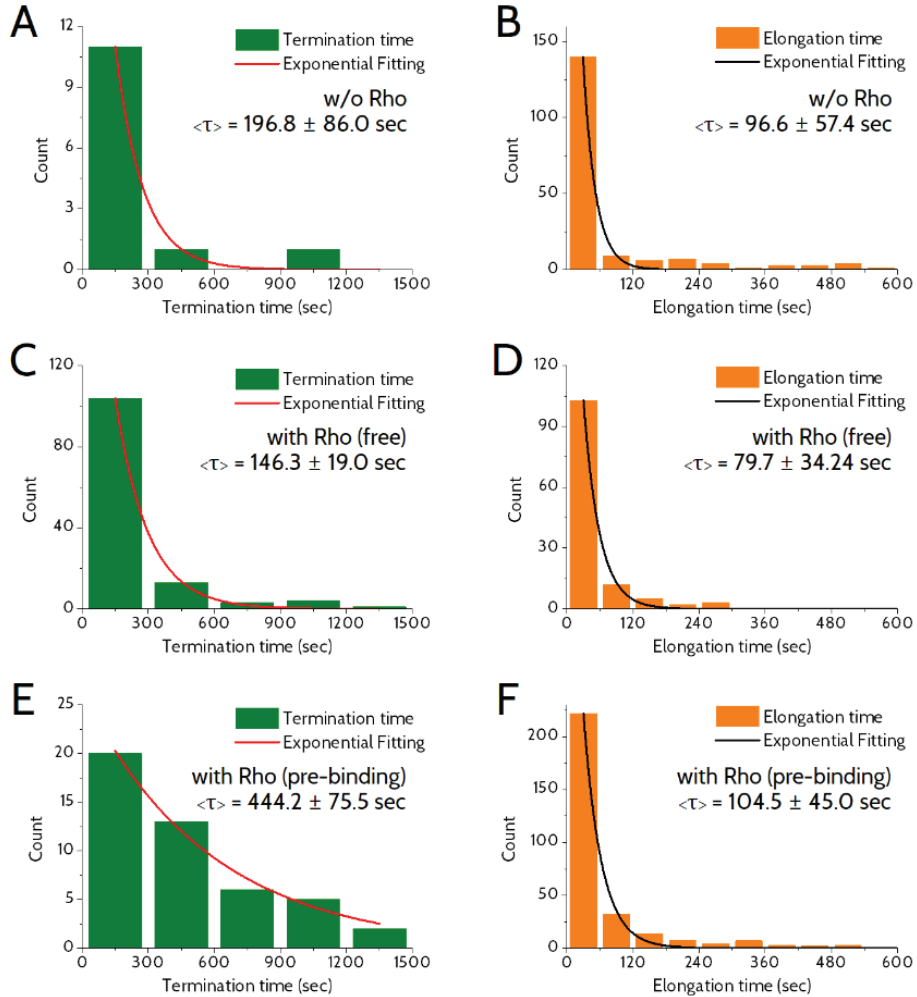 A
12
9
6
3
0
Count
Termination time
Exponential Fitting
w/o Rho
<τ> = 196.8 ± 86.0 sec
0 300 600 900 1200 1500
Termination time (sec)
B
150
100
50
0
Count
Elongation time
Exponential Fitting
w/o Rho
<τ> = 96.6 ± 57.4 sec
120 240 360 480 600
Elongation time (sec)
C
120
80
40
0
Count
Termination time
Exponential Fitting
with Rho (free)
<τ> = 146.3 ± 19.0 sec
0 300 600 900 1200 1500
Termination time (sec)
D
120
90
60
30
0
Count
Elongation time
Exponential Fitting
with Rho (free)
<τ> = 79.7 ± 34.24 sec
0 120 240 360 480 600
Elongation time (sec)
E
25
20
15
10
5
0
Count
Termination time
Exponential Fitting
with Rho (pre-binding)
<τ> = 444.2 ± 75.5 sec
0 300 600 900 1200 1500
Termination time (sec)
F
200
150
100
50
0
Count
Elongation time
Exponential Fitting
with Rho (pre-binding)
<τ> = 104.5 ± 45.0 sec
0 120 240 360 480 600
Elongation time (sec)